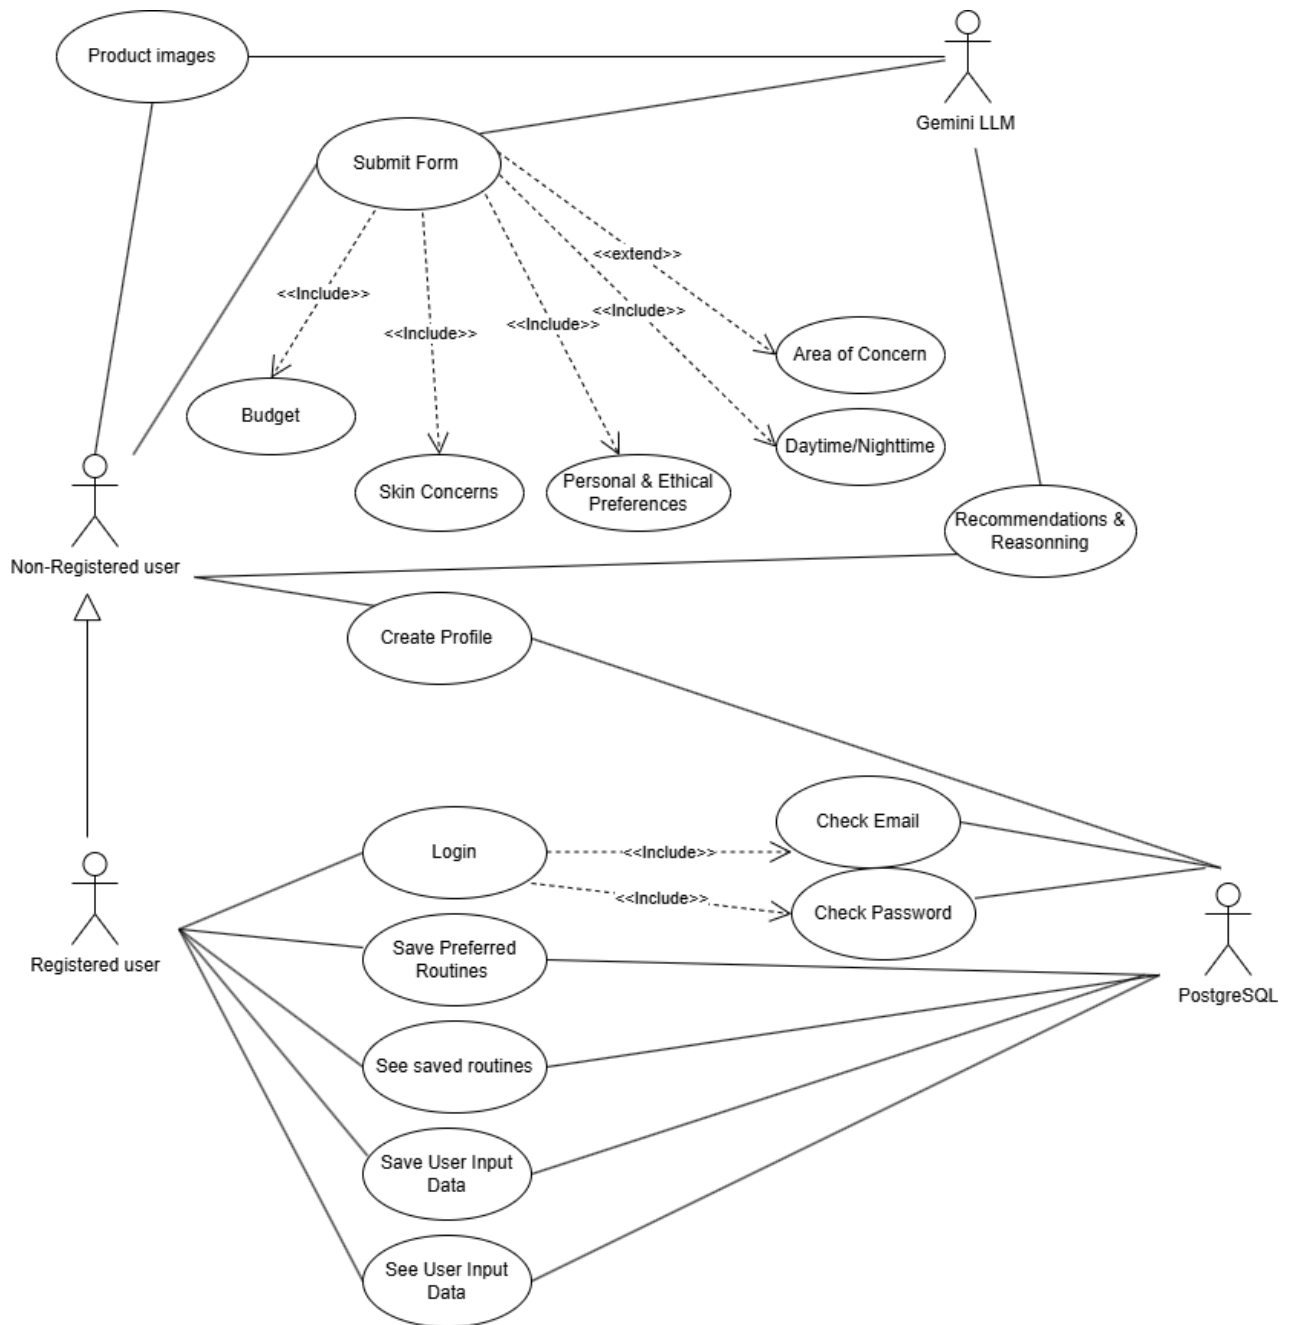 Product images
Gemini LLM
Submit Form
<<extend>>
<<Include>>
<<Include>>
<<Include>>
<<Include>>
Area of Concern
Budget
Daytime/Nighttime
Skin Concerns
Personal & Ethical
Preferences
Recommendations &
Reasonning
Non-Registered user
Create Profile
Check Email
Login
<<Include>>
<<Include>>
Check Password
Save Preferred
Routines
Registered user
PostgreSQL
See saved routines
Save User Input
Data
See User Input
Data